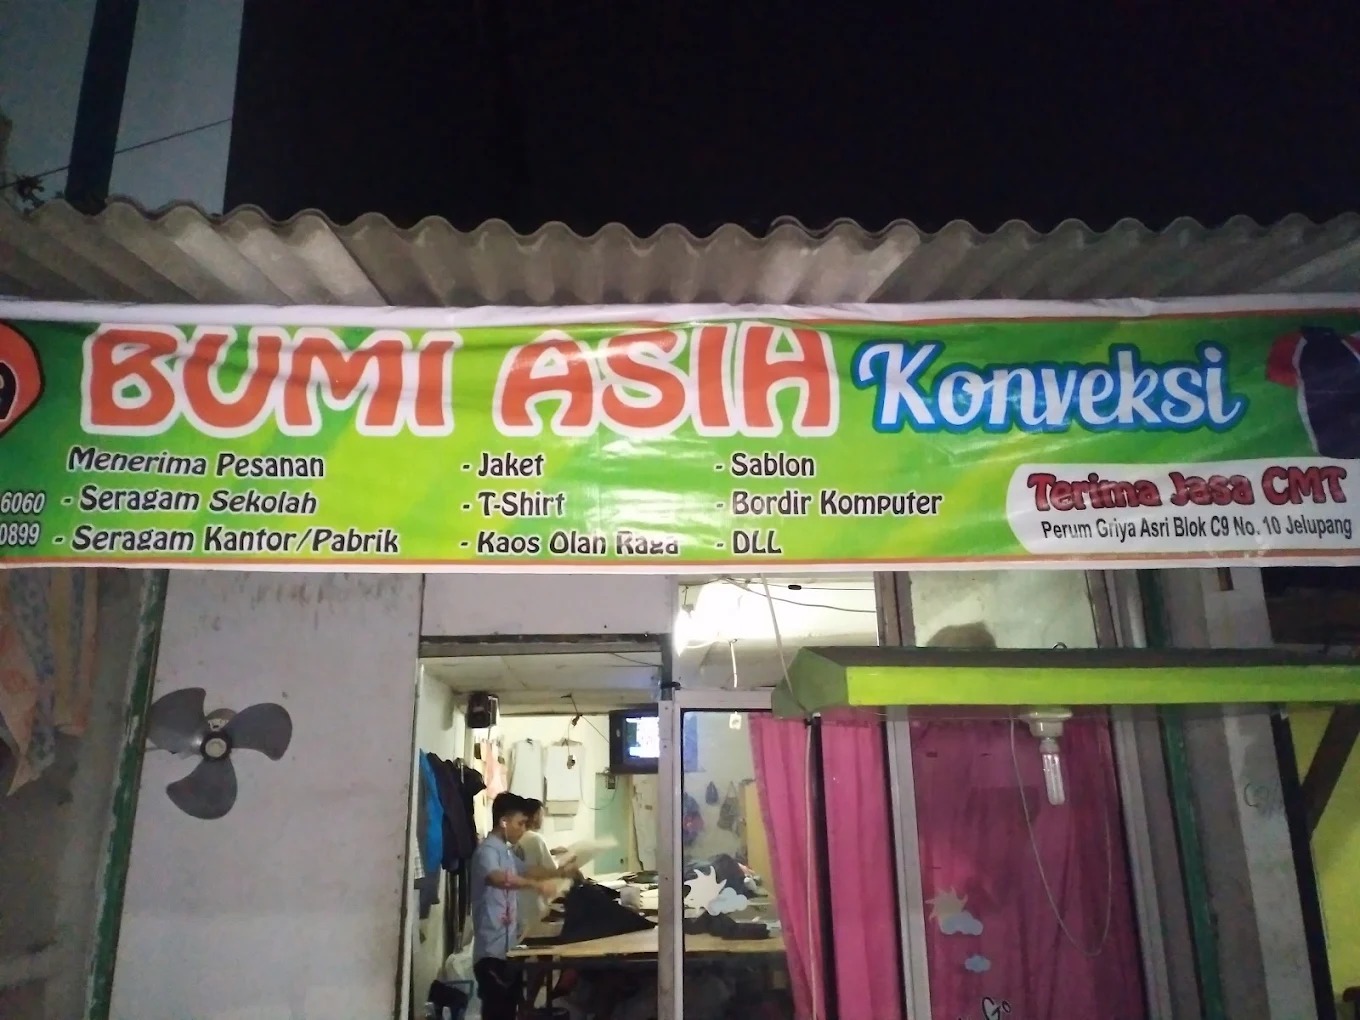 BUMI ASIH Konveksi
Menerima Pesanan
- Seragam Sekolah
- Seragam Kantor/Pabrik
- Jaket
- T-Shirt
- Kaos Olah Raga
- Sablon
- Bordir Komputer
- DLL
6060
0899
Terima Jasa CMT
Perum Griya Asri Blok C9 No. 10 Jelupang
Go